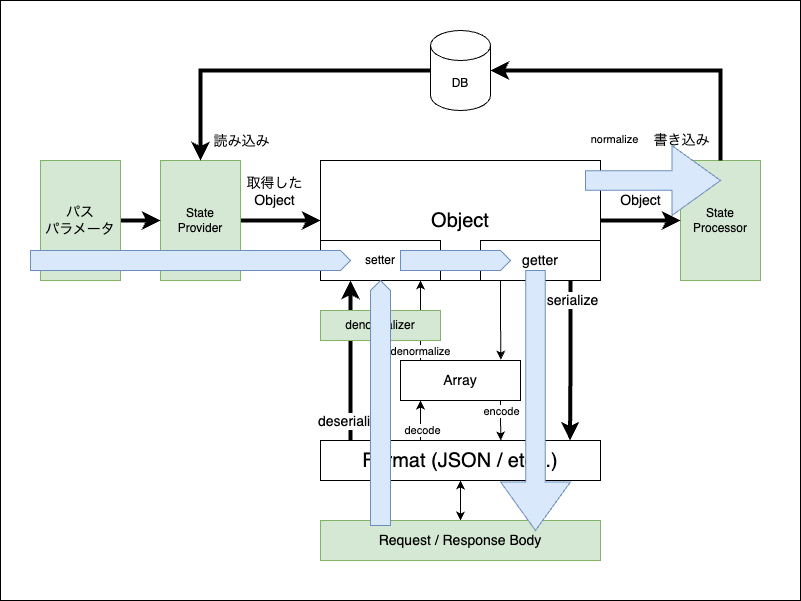 DB
読み込み
normalize
書き込み
パス
パラメータ
State
Provider
取得した
Object
Object
Object
State
Processor
setter
getter
serialize
denormalizer
denormalize
Array
deseriali
decode
encode
Format (JSON / etc...)
Request / Response Body